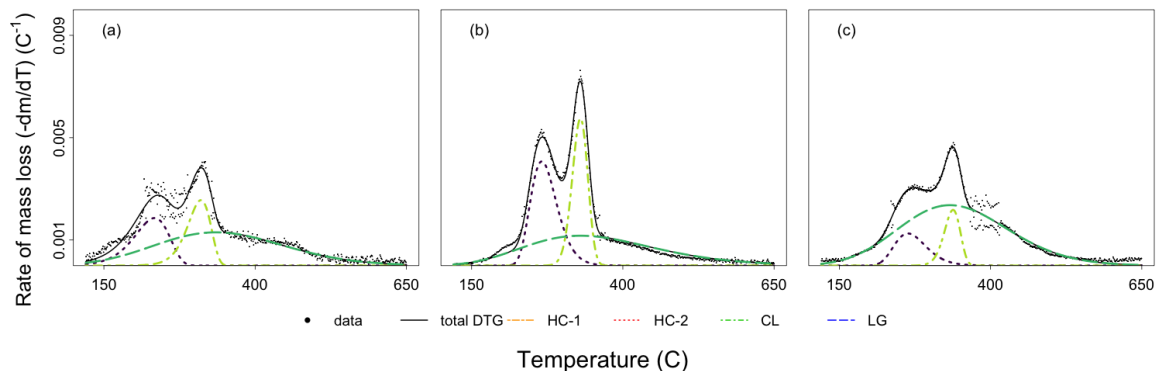 (a) (b) (c)
Rate of mass loss (-dm/dT) (C⁻¹)
0.009
0.005
0.001
150 400 650 150 400 650 150 400 650
data total DTG HC-1 HC-2 CL LG
Temperature (C)